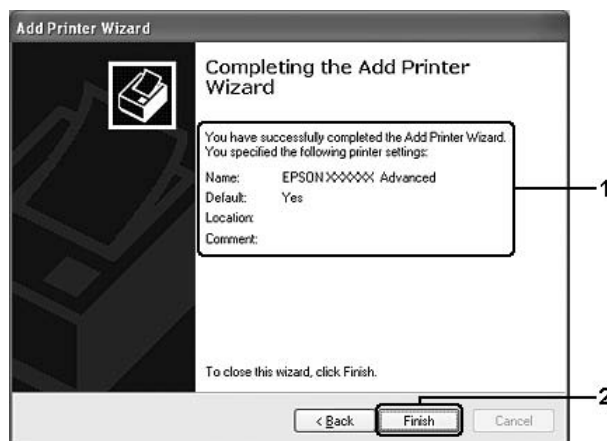 Add Printer Wizard
Completing the Add Printer
Wizard
You have successfully completed the Add Printer Wizard.
You specified the following printer settings:
Name: EPSON XXXXXX Advanced
Default: Yes
Location:
Comment:
1
To close this wizard, click Finish.
2
< Back Finish Cancel